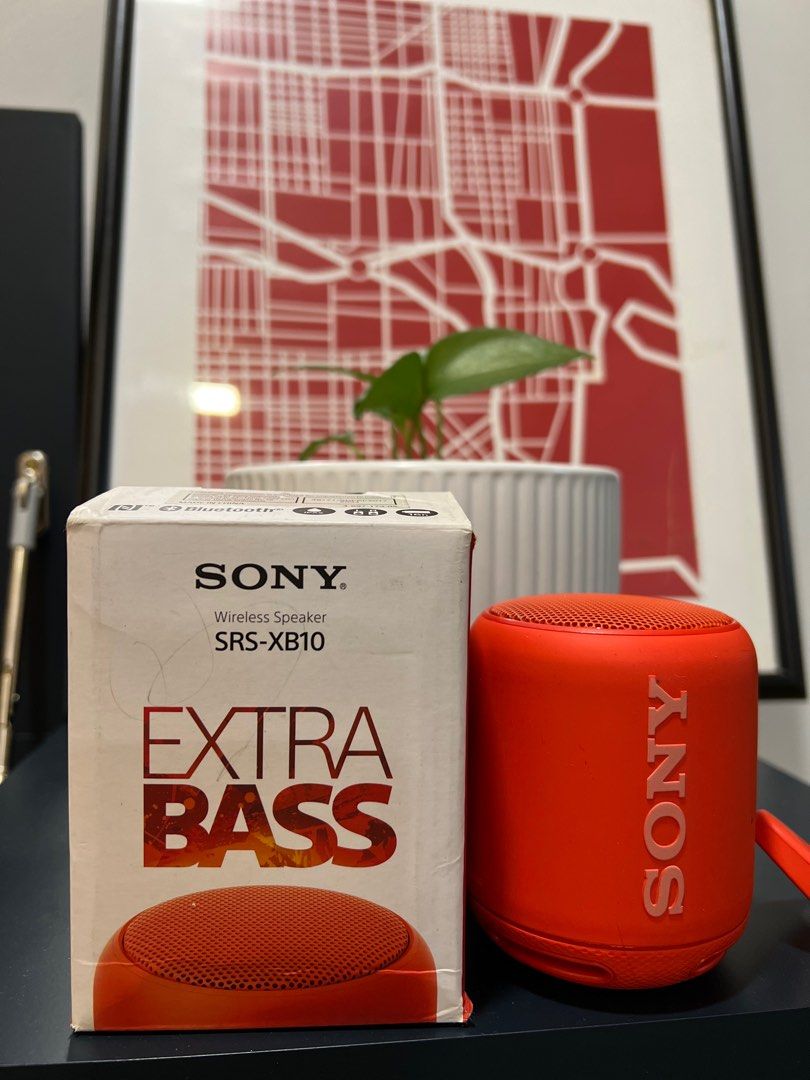 Bluetooth®
SONY®
Wireless Speaker
SRS-XB10
EXTRA
BASS
SONY